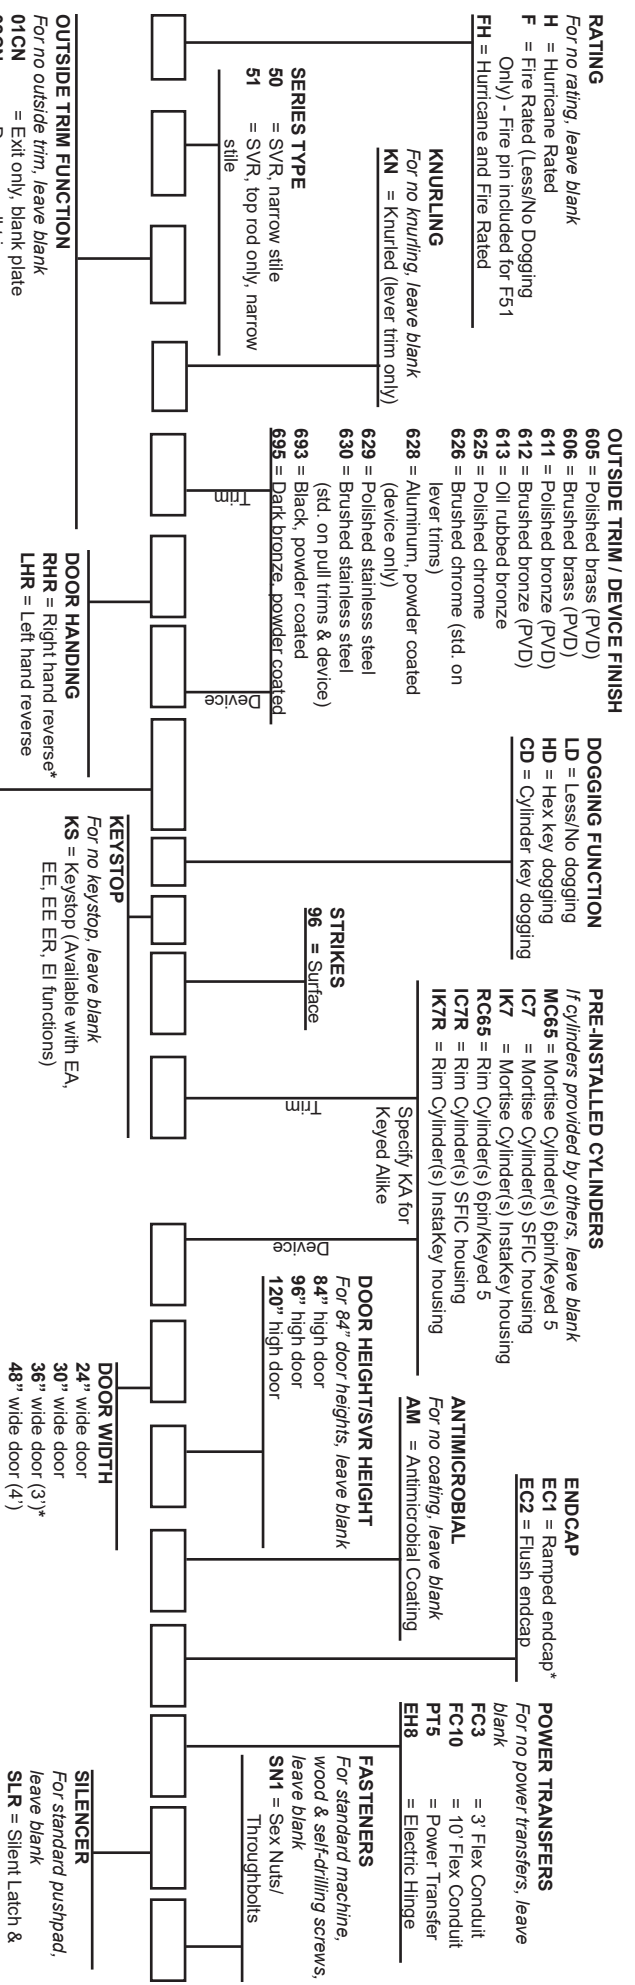 RATING
For no rating, leave blank
H = Hurricane Rated
F = Fire Rated (Less/No Dogging
Only) - Fire pin included for F51
FH = Hurricane and Fire Rated
KNURLING
For no knurling, leave blank
KN = Knurled (lever trim only)
SERIES TYPE
50 = SVR, narrow stile
51 = SVR, top rod only, narrow
stile
OUTSIDE TRIM FUNCTION
For no outside trim, leave blank
01CN = Exit only, blank plate
OUTSIDE TRIM / DEVICE FINISH
605 = Polished brass (PVD)
606 = Brushed brass (PVD)
611 = Polished bronze (PVD)
612 = Brushed bronze (PVD)
613 = Oil rubbed bronze
625 = Polished chrome
626 = Brushed chrome (std. on
lever trims)
628 = Aluminum, powder coated
(device only)
629 = Polished stainless steel
630 = Brushed stainless steel
(std. on pull trims & device)
693 = Black, powder coated
695 = Dark bronze, powder coated
Trim
Device
DOOR HANDING
RHR = Right hand reverse*
LHR = Left hand reverse
DOGGING FUNCTION
LD = Less/No dogging
HD = Hex key dogging
CD = Cylinder key dogging
STRIKES
96 = Surface
KEYSTOP
For no keystop, leave blank
KS = Keystop (Available with EA,
EE, EE ER, EI functions)
PRE-INSTALLED CYLINDERS
If cylinders provided by others, leave blank
MC65 = Mortise Cylinder(s) 6pin/Keyed 5
IC7 = Mortise Cylinder(s) SFIC housing
IK7 = Mortise Cylinder(s) InstaKey housing
RC65 = Rim Cylinder(s) 6pin/Keyed 5
IC7R = Rim Cylinder(s) SFIC housing
IK7R = Rim Cylinder(s) InstaKey housing
Specify KA for
Keyed Alike
Trim
Device
DOOR HEIGHT/SVR HEIGHT
For 84” door heights, leave blank
84” high door
96” high door
120” high door
DOOR WIDTH
24” wide door
30” wide door
36” wide door (3’)*
48” wide door (4’)
ANTIMICROBIAL
For no coating, leave blank
AM = Antimicrobial Coating
ENDCAP
EC1 = Ramped endcap*
EC2 = Flush endcap
POWER TRANSFERS
For no power transfers, leave
blank
FC3 = 3’ Flex Conduit
FC10 = 10’ Flex Conduit
PT5 = Power Transfer
EH8 = Electric Hinge
FASTENERS
For standard machine,
wood & self-drilling screws,
leave blank
SN1 = Sex Nuts/
Throughbolts
SILENCER
For standard pushpad,
leave blank
SLR = Silent Latch &